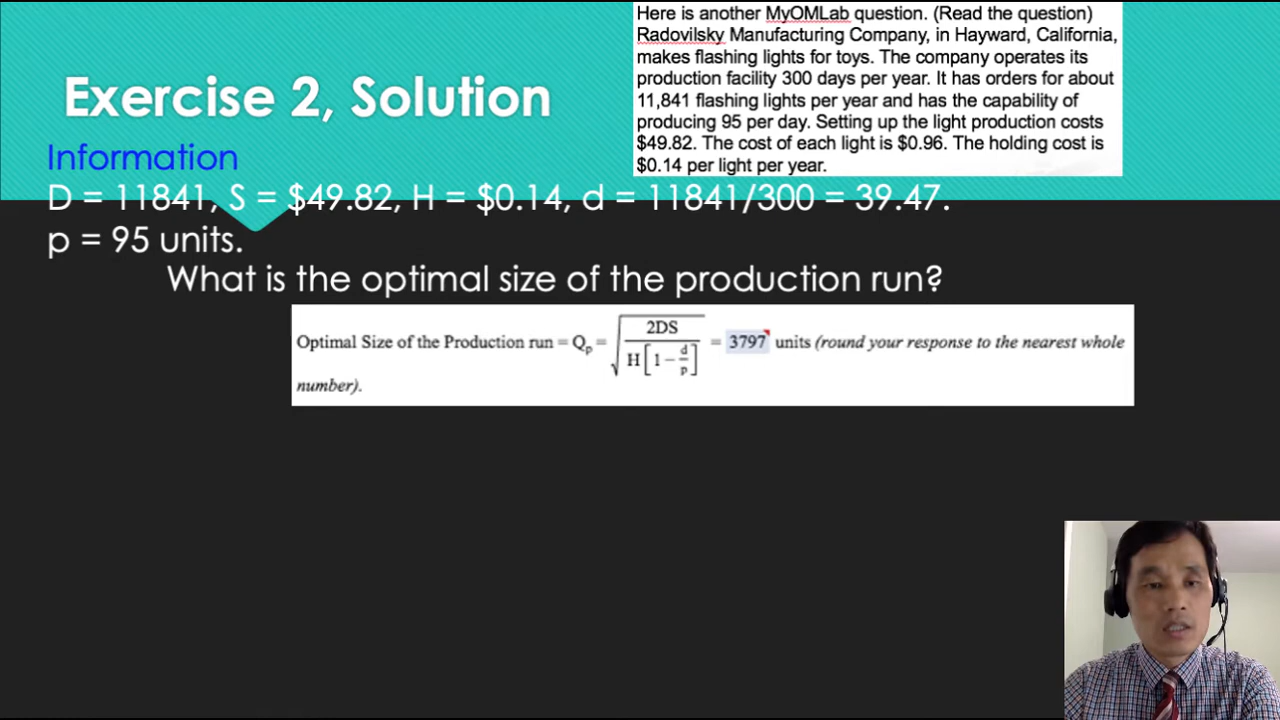 Here is another MyOMLab question. (Read the question)
Radovilsky Manufacturing Company, in Hayward, California,
makes flashing lights for toys. The company operates its
production facility 300 days per year. It has orders for about
11,841 flashing lights per year and has the capability of
producing 95 per day. Setting up the light production costs
$49.82. The cost of each light is $0.96. The holding cost is
$0.14 per light per year.
Exercise 2, Solution
Information
D = 11841, S = $49.82, H = $0.14, d = 11841/300 = 39.47.
p = 95 units.
What is the optimal size of the production run?
Optimal Size of the Production run = Qp = √(2DS / H[1 − d/p]) = 3797 units (round your response to the nearest whole
number).